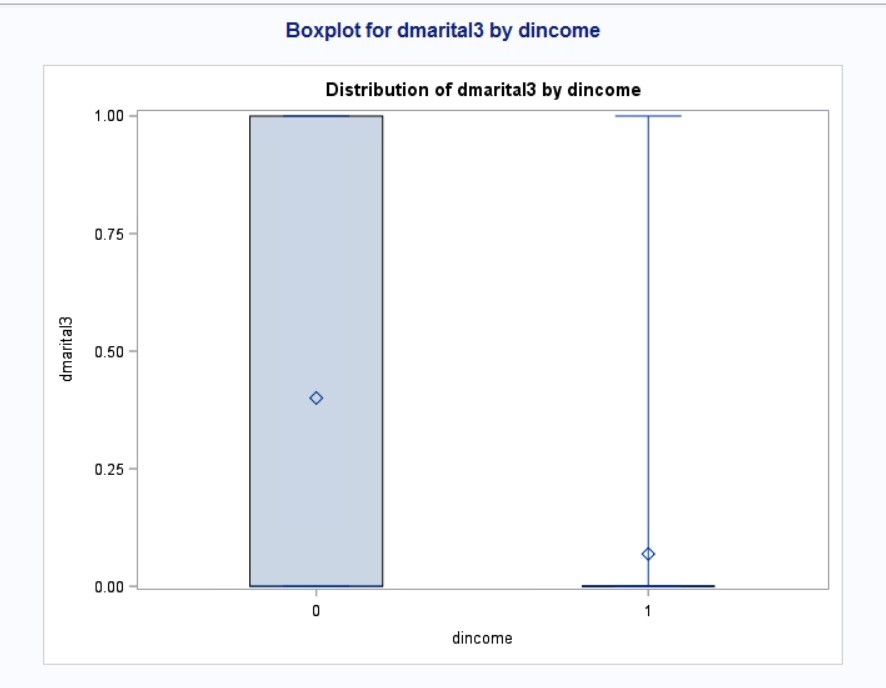 Boxplot for dmarital3 by dincome
Distribution of dmarital3 by dincome
1.00
0.75
0.50
0.25
0.00
dmarital3
0 1
dincome